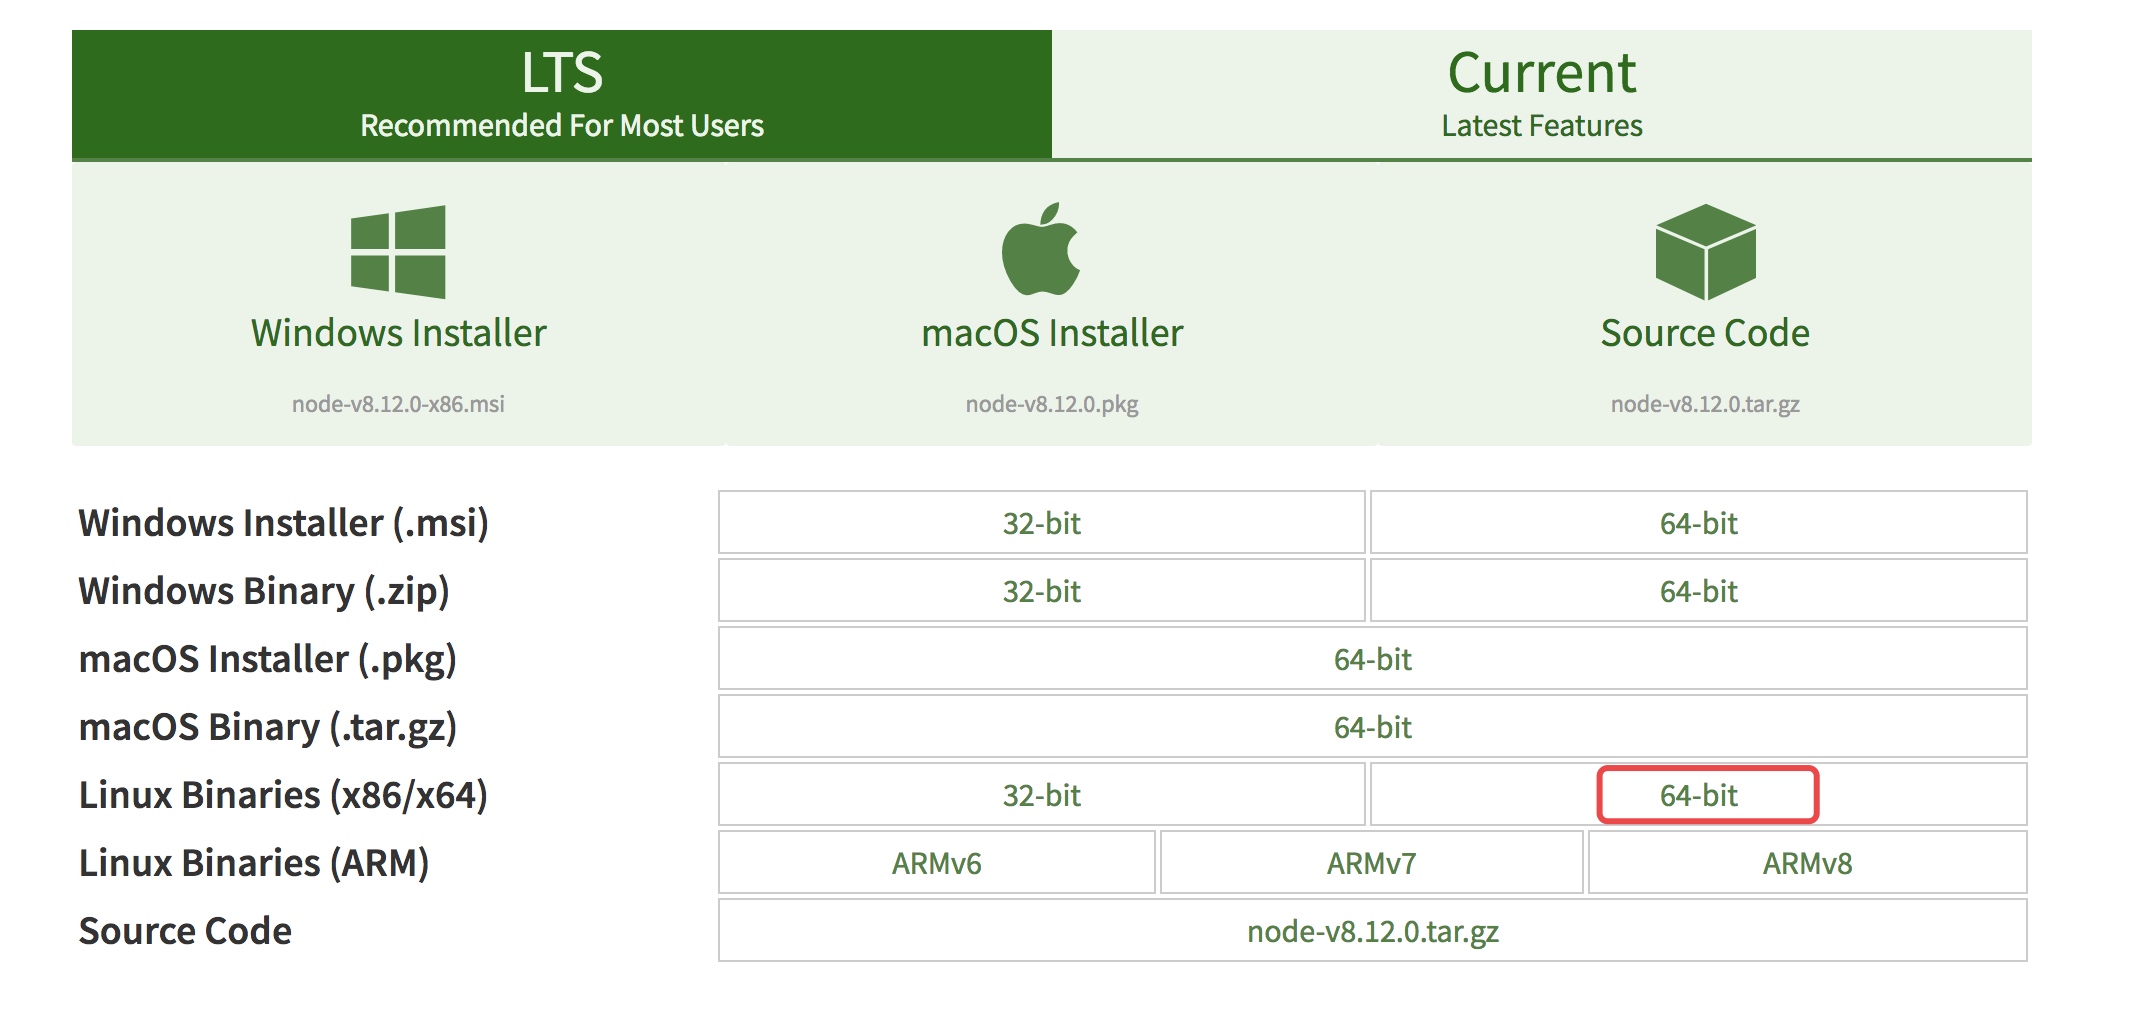 LTS
Recommended For Most Users
Current
Latest Features
Windows Installer
node-v8.12.0-x86.msi
macOS Installer
node-v8.12.0.pkg
Source Code
node-v8.12.0.tar.gz
Windows Installer (.msi) 32-bit 64-bit
Windows Binary (.zip) 32-bit 64-bit
macOS Installer (.pkg) 64-bit
macOS Binary (.tar.gz) 64-bit
Linux Binaries (x86/x64) 32-bit 64-bit
Linux Binaries (ARM) ARMv6 ARMv7 ARMv8
Source Code node-v8.12.0.tar.gz